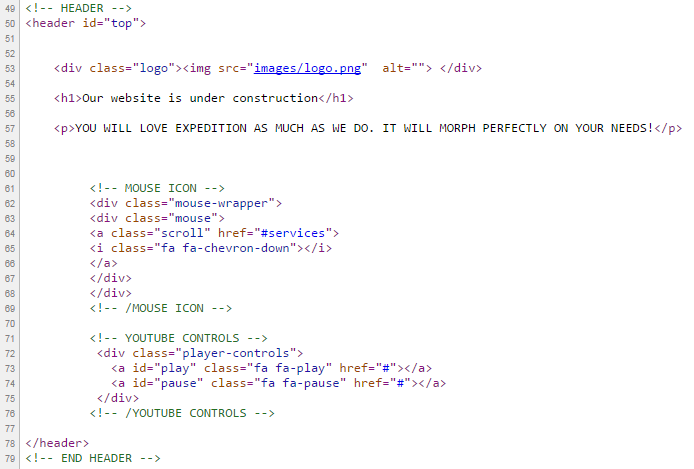 49 <!-- HEADER -->
50 <header id="top">
51
52
53 <div class="logo"><img src="images/logo.png"  alt=""> </div>
54
55 <h1>Our website is under construction</h1>
56
57 <p>YOU WILL LOVE EXPEDITION AS MUCH AS WE DO. IT WILL MORPH PERFECTLY ON YOUR NEEDS!</p>
58
59
60
61 <!-- MOUSE ICON -->
62 <div class="mouse-wrapper">
63 <div class="mouse">
64 <a class="scroll" href="#services">
65 <i class="fa fa-chevron-down"></i>
66 </a>
67 </div>
68 </div>
69 <!-- /MOUSE ICON -->
70
71 <!-- YOUTUBE CONTROLS -->
72 <div class="player-controls">
73 <a id="play" class="fa fa-play" href="#"></a>
74 <a id="pause" class="fa fa-pause" href="#"></a>
75 </div>
76 <!-- /YOUTUBE CONTROLS -->
77
78 </header>
79 <!-- END HEADER -->